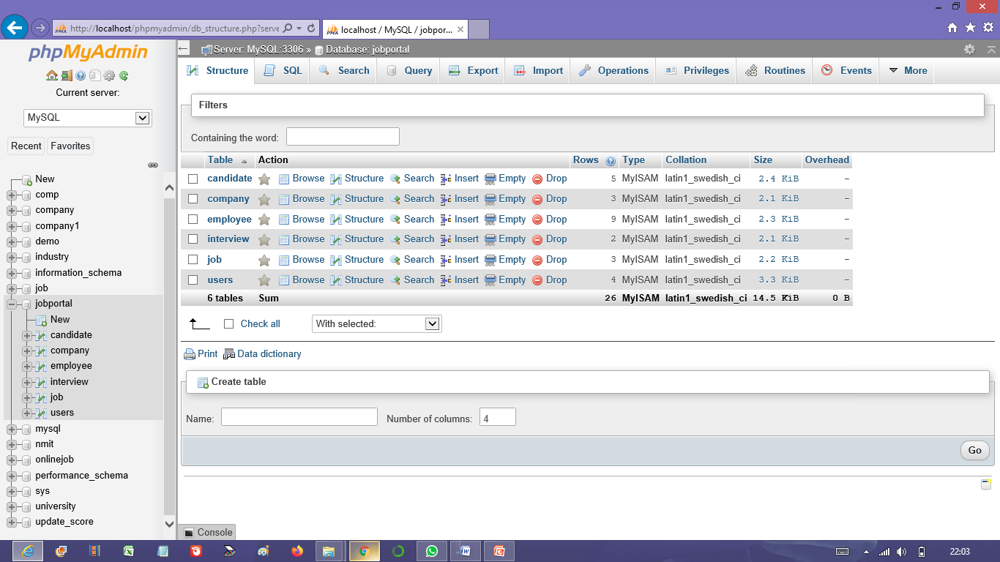 http://localhost/phpmyadmin/db_structure.php?serve
localhost / MySQL / jobpor...
phpMyAdmin
Current server:
MySQL
Recent Favorites
New
comp
company
company1
demo
industry
information_schema
job
jobportal
New
candidate
company
employee
interview
job
users
mysql
nmit
onlinejob
performance_schema
sys
university
update_score
Server: MySQL:3306 » Database: jobportal
Structure SQL Search Query Export Import Operations Privileges Routines Events More
Filters
Containing the word:
Table Action Rows Type Collation Size Overhead
candidate Browse Structure Search Insert Empty Drop 5 MyISAM latin1_swedish_ci 2.4 KiB -
company Browse Structure Search Insert Empty Drop 3 MyISAM latin1_swedish_ci 2.1 KiB -
employee Browse Structure Search Insert Empty Drop 9 MyISAM latin1_swedish_ci 2.3 KiB -
interview Browse Structure Search Insert Empty Drop 2 MyISAM latin1_swedish_ci 2.1 KiB -
job Browse Structure Search Insert Empty Drop 3 MyISAM latin1_swedish_ci 2.2 KiB -
users Browse Structure Search Insert Empty Drop 4 MyISAM latin1_swedish_ci 3.3 KiB -
6 tables Sum 26 MyISAM latin1_swedish_ci 14.5 KiB 0 B
Check all With selected:
Print Data dictionary
Create table
Name: Number of columns: 4
Go
Console
22:03